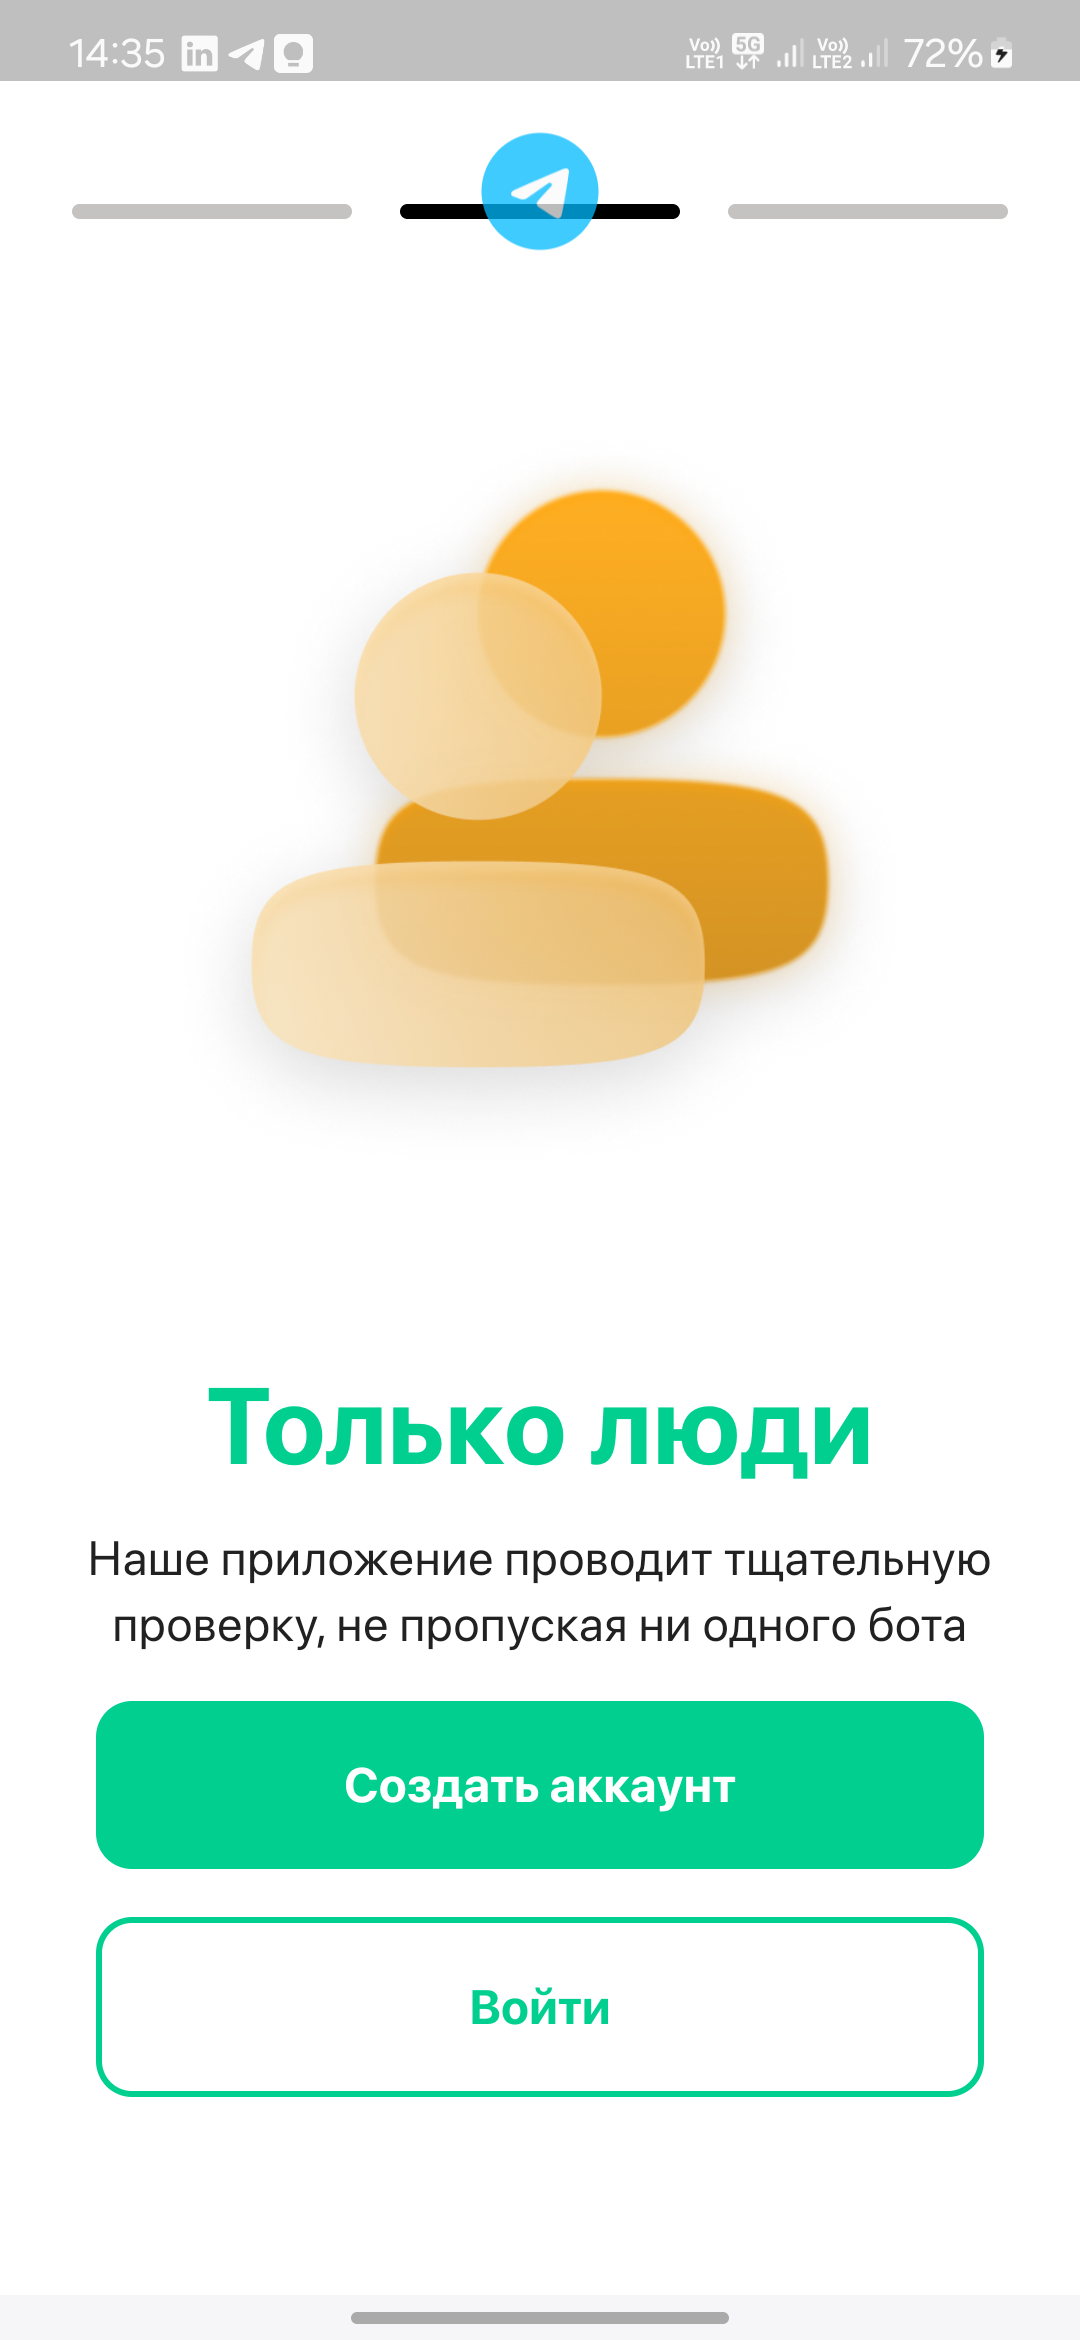 14:35 in Vo)) LTE1 5G Vo)) LTE2 72%
Только люди
Наше приложение проводит тщательную
проверку, не пропуская ни одного бота
Создать аккаунт
Войти